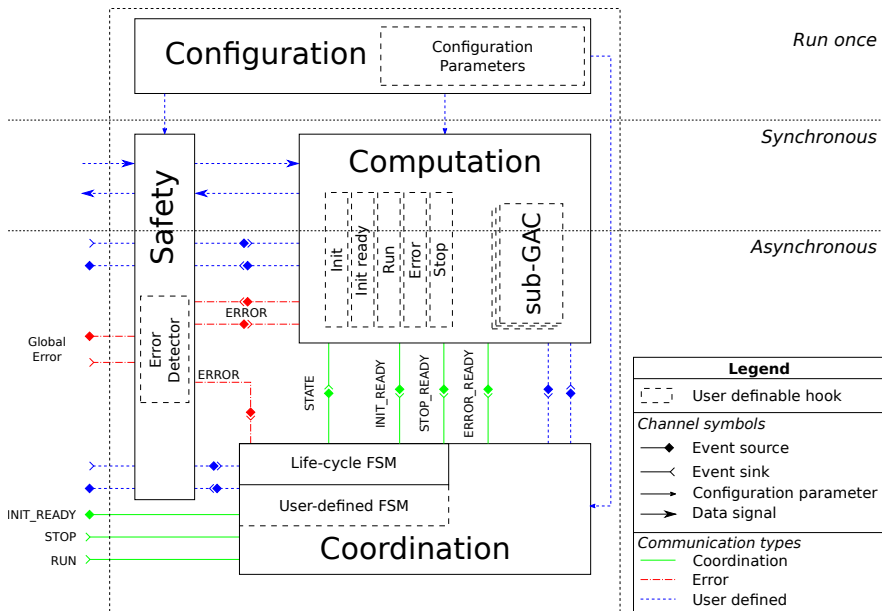 Configuration
Configuration
Parameters
Run once
Synchronous
Asynchronous
Safety
Computation
Init
Init ready
Run
Error
Stop
sub-GAC
ERROR
Global
Error
Error
Detector
ERROR
STATE
INIT_READY
STOP_READY
ERROR_READY
Life-cycle FSM
User-defined FSM
Coordination
INIT_READY
STOP
RUN
Legend
User definable hook
Channel symbols
Event source
Event sink
Configuration parameter
Data signal
Communication types
Coordination
Error
User defined